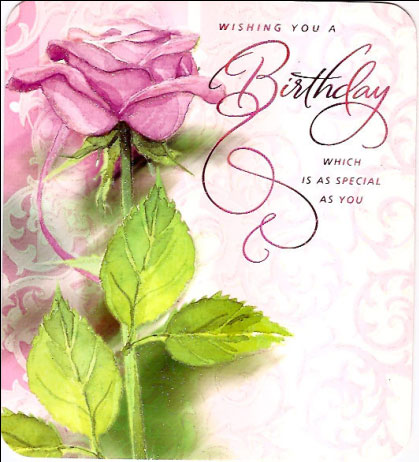 WISHING YOU A
Birthday
WHICH
IS AS SPECIAL
AS YOU